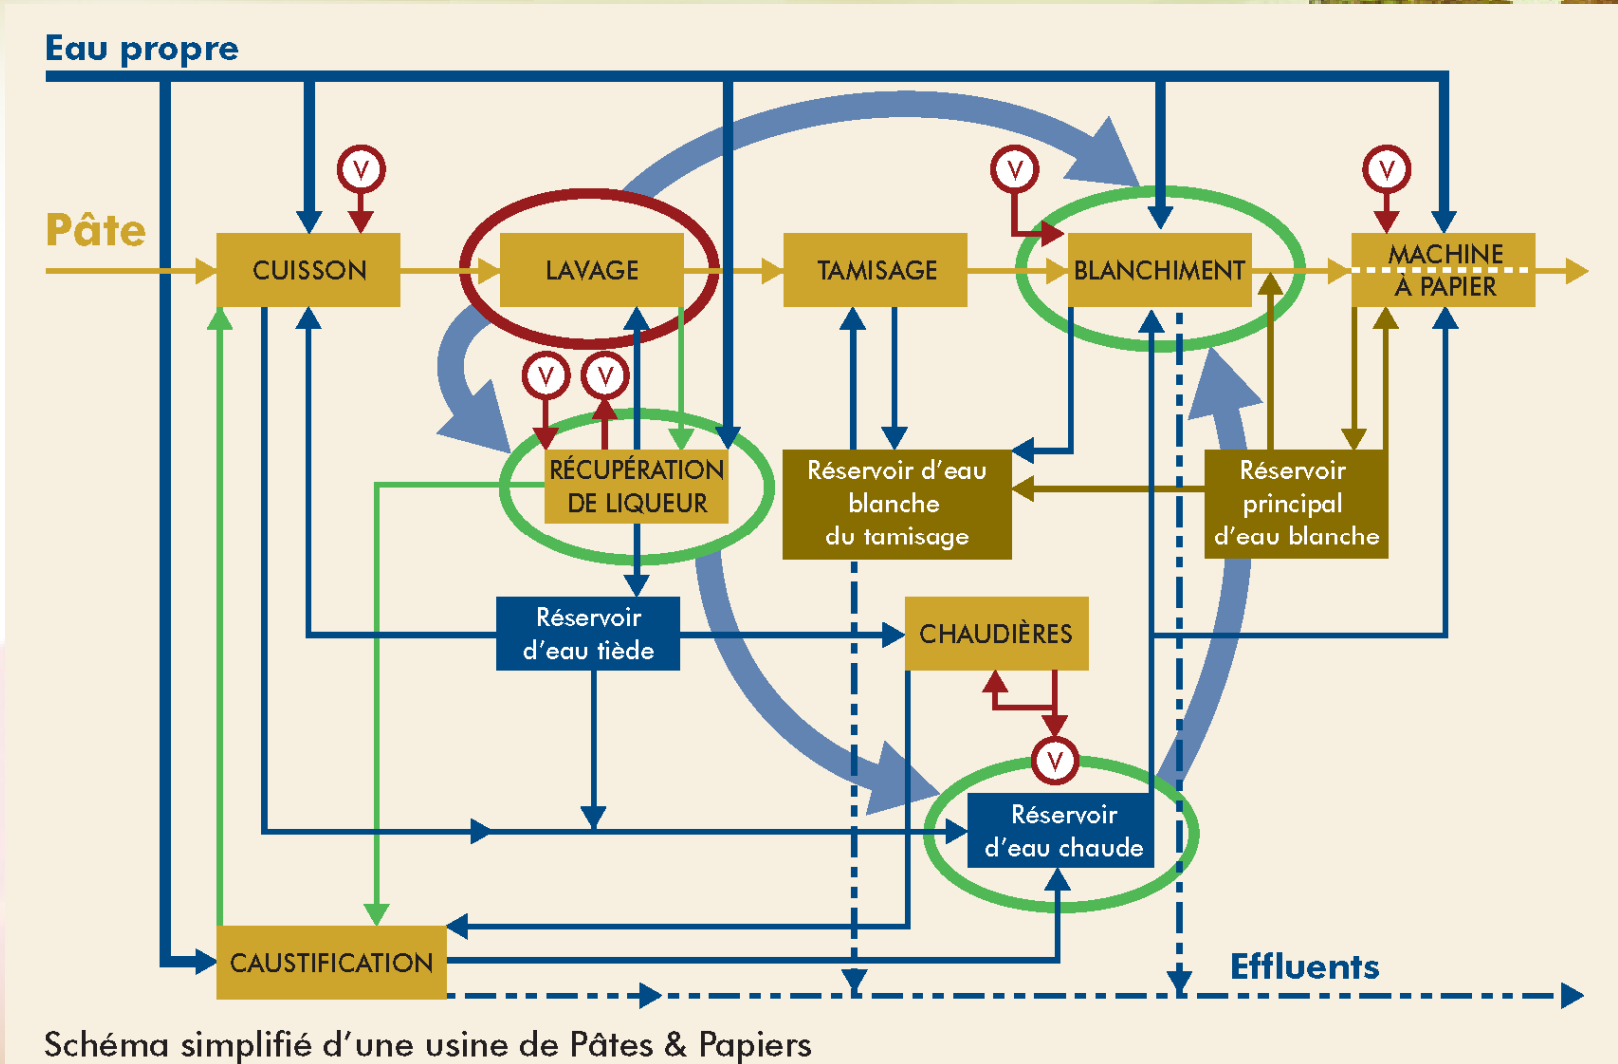 Eau propre
V
V
V
Pâte
CUISSON
LAVAGE
TAMISAGE
BLANCHIMENT
MACHINE
À PAPIER
V
V
RÉCUPÉRATION
DE LIQUEUR
Réservoir d'eau
blanche
du tamisage
Réservoir
principal
d'eau blanche
Réservoir
d'eau tiède
CHAUDIÈRES
V
Réservoir
d'eau chaude
CAUSTIFICATION
Effluents
Schéma simplifié d'une usine de Pâtes & Papiers